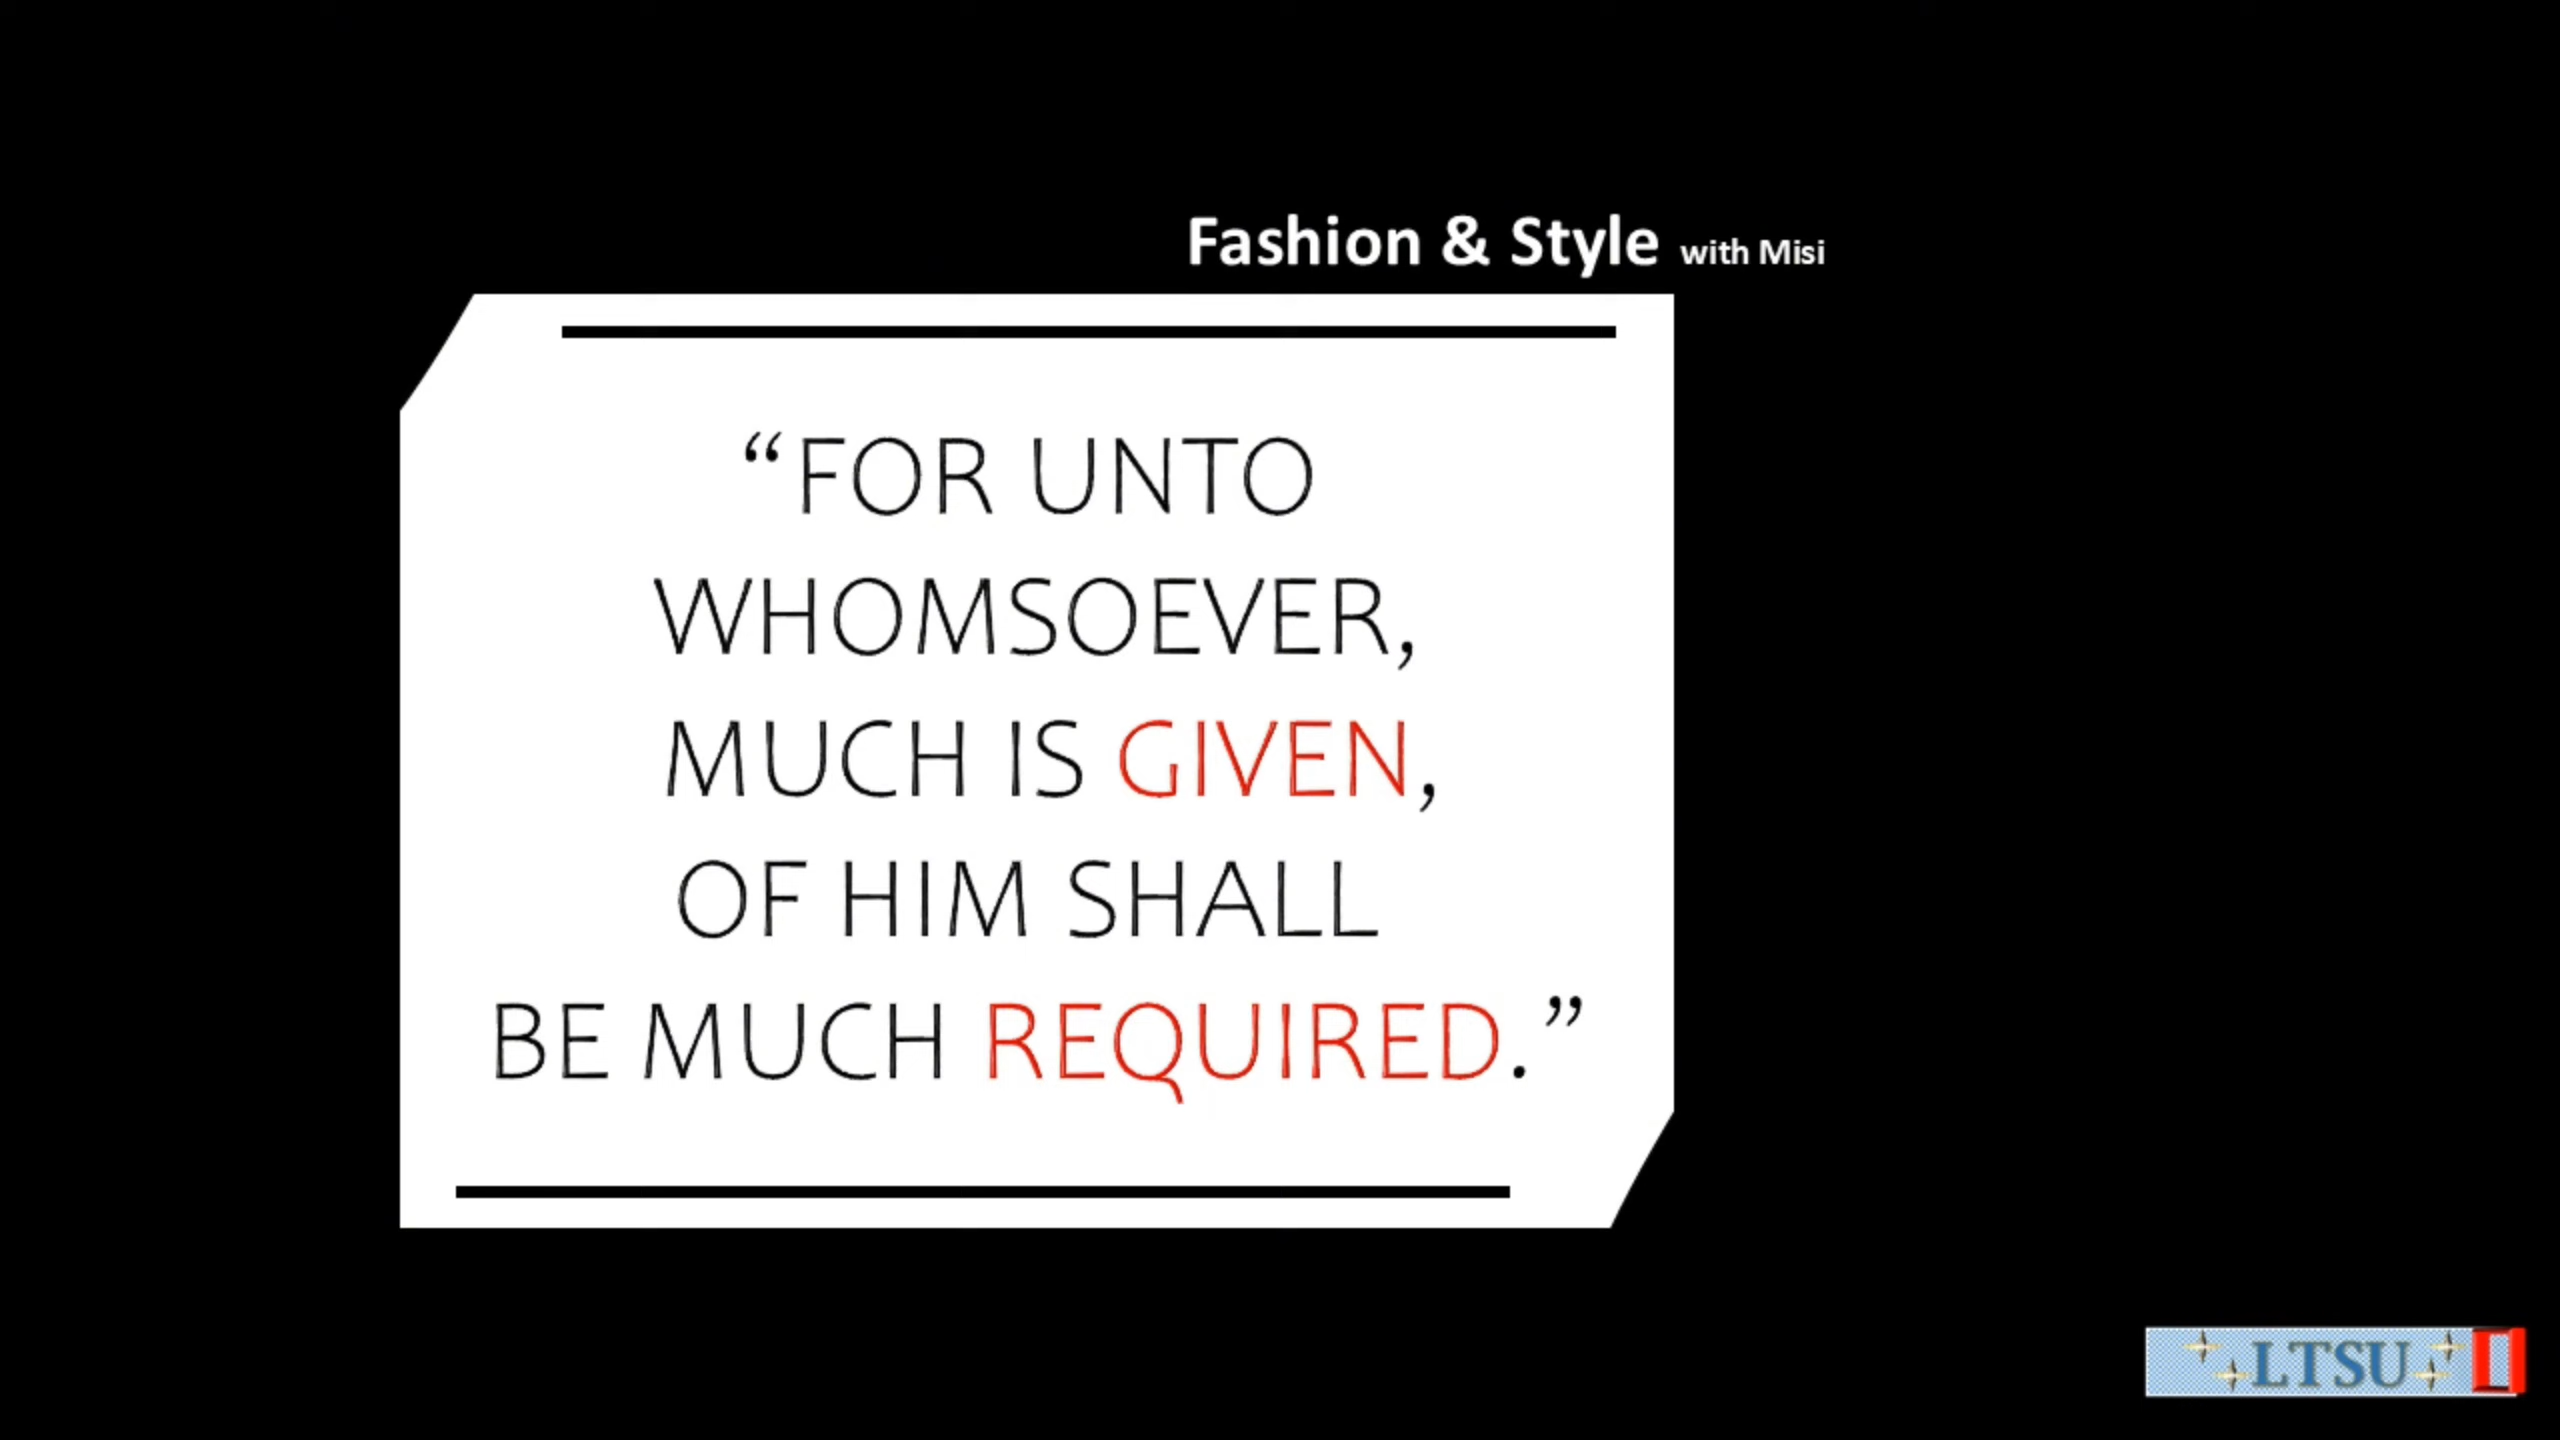 Fashion & Style with Misi
“FOR UNTO
WHOMSOEVER,
MUCH IS GIVEN,
OF HIM SHALL
BE MUCH REQUIRED.”
LTSU